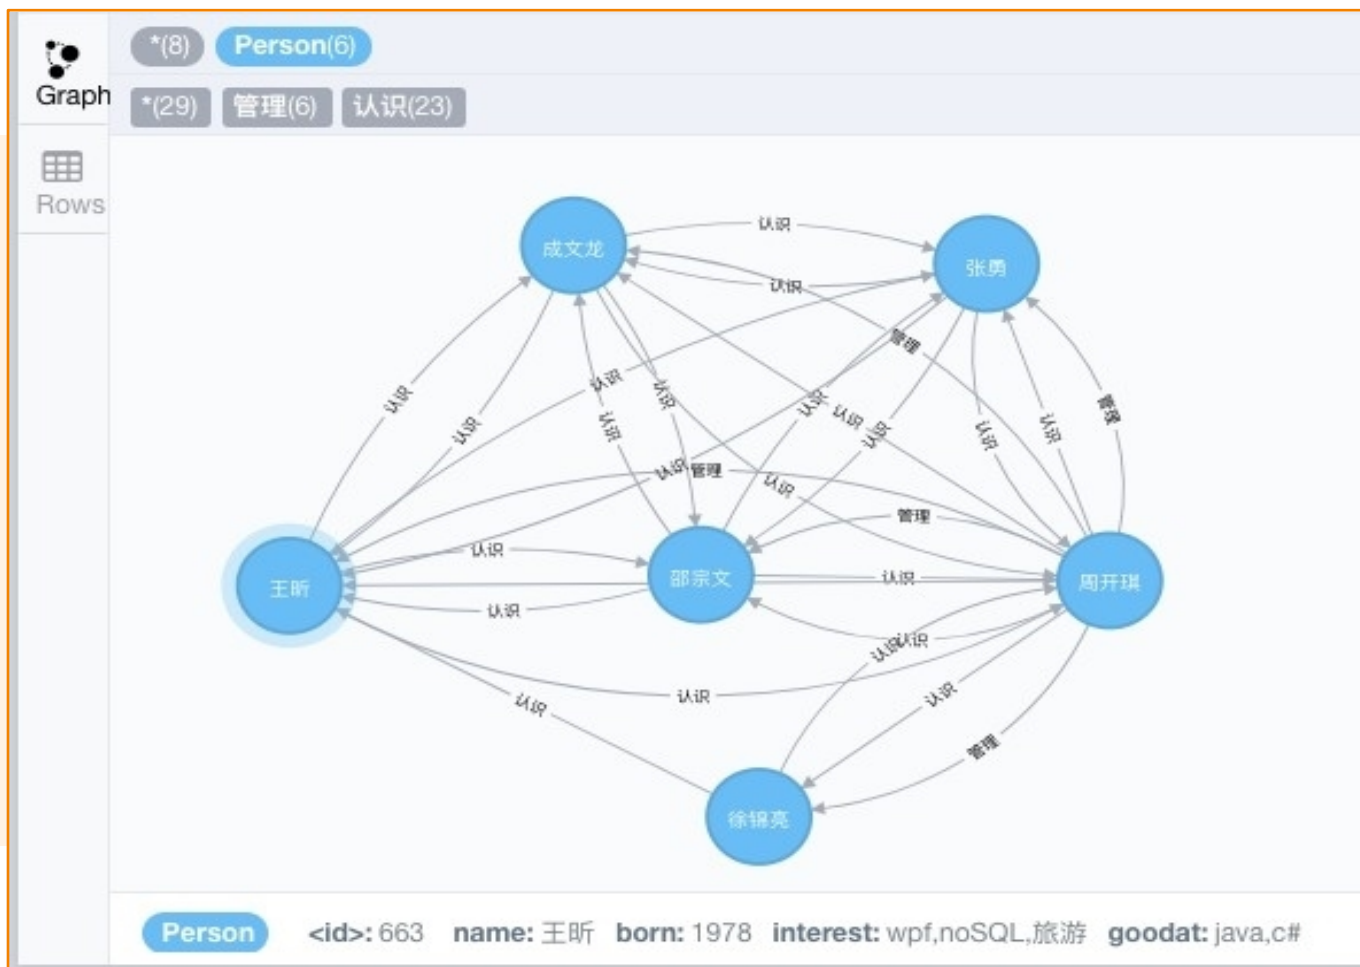 *(8) Person(6)
Graph
*(29) 管理(6) 认识(23)
Rows
成文龙
认识
张勇
认识
管理
认识
认识
认识
认识
认识
认识
管理
认识
认识
认识
认识
认识
管理
认识
管理
认识
邵宗文
认识
王昕
周开琪
认识
认识
认识
认识
认识
认识
管理
徐锦亮
Person <id>: 663 name: 王昕 born: 1978 interest: wpf,noSQL,旅游 goodat: java,c#